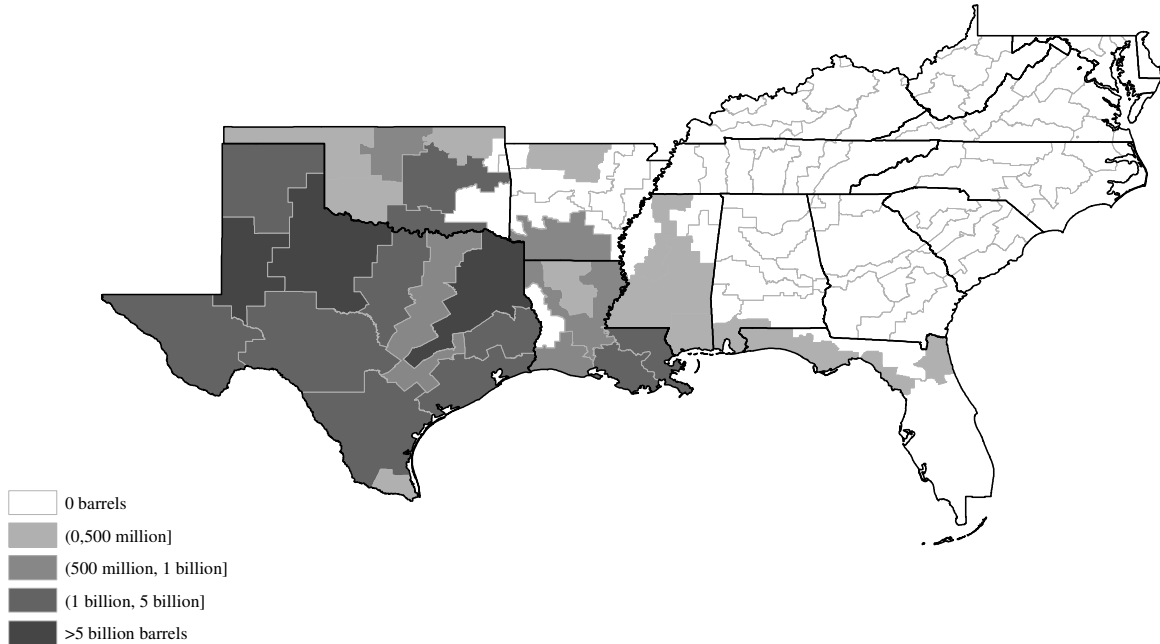 0 barrels
(0,500 million]
(500 million, 1 billion]
(1 billion, 5 billion]
>5 billion barrels